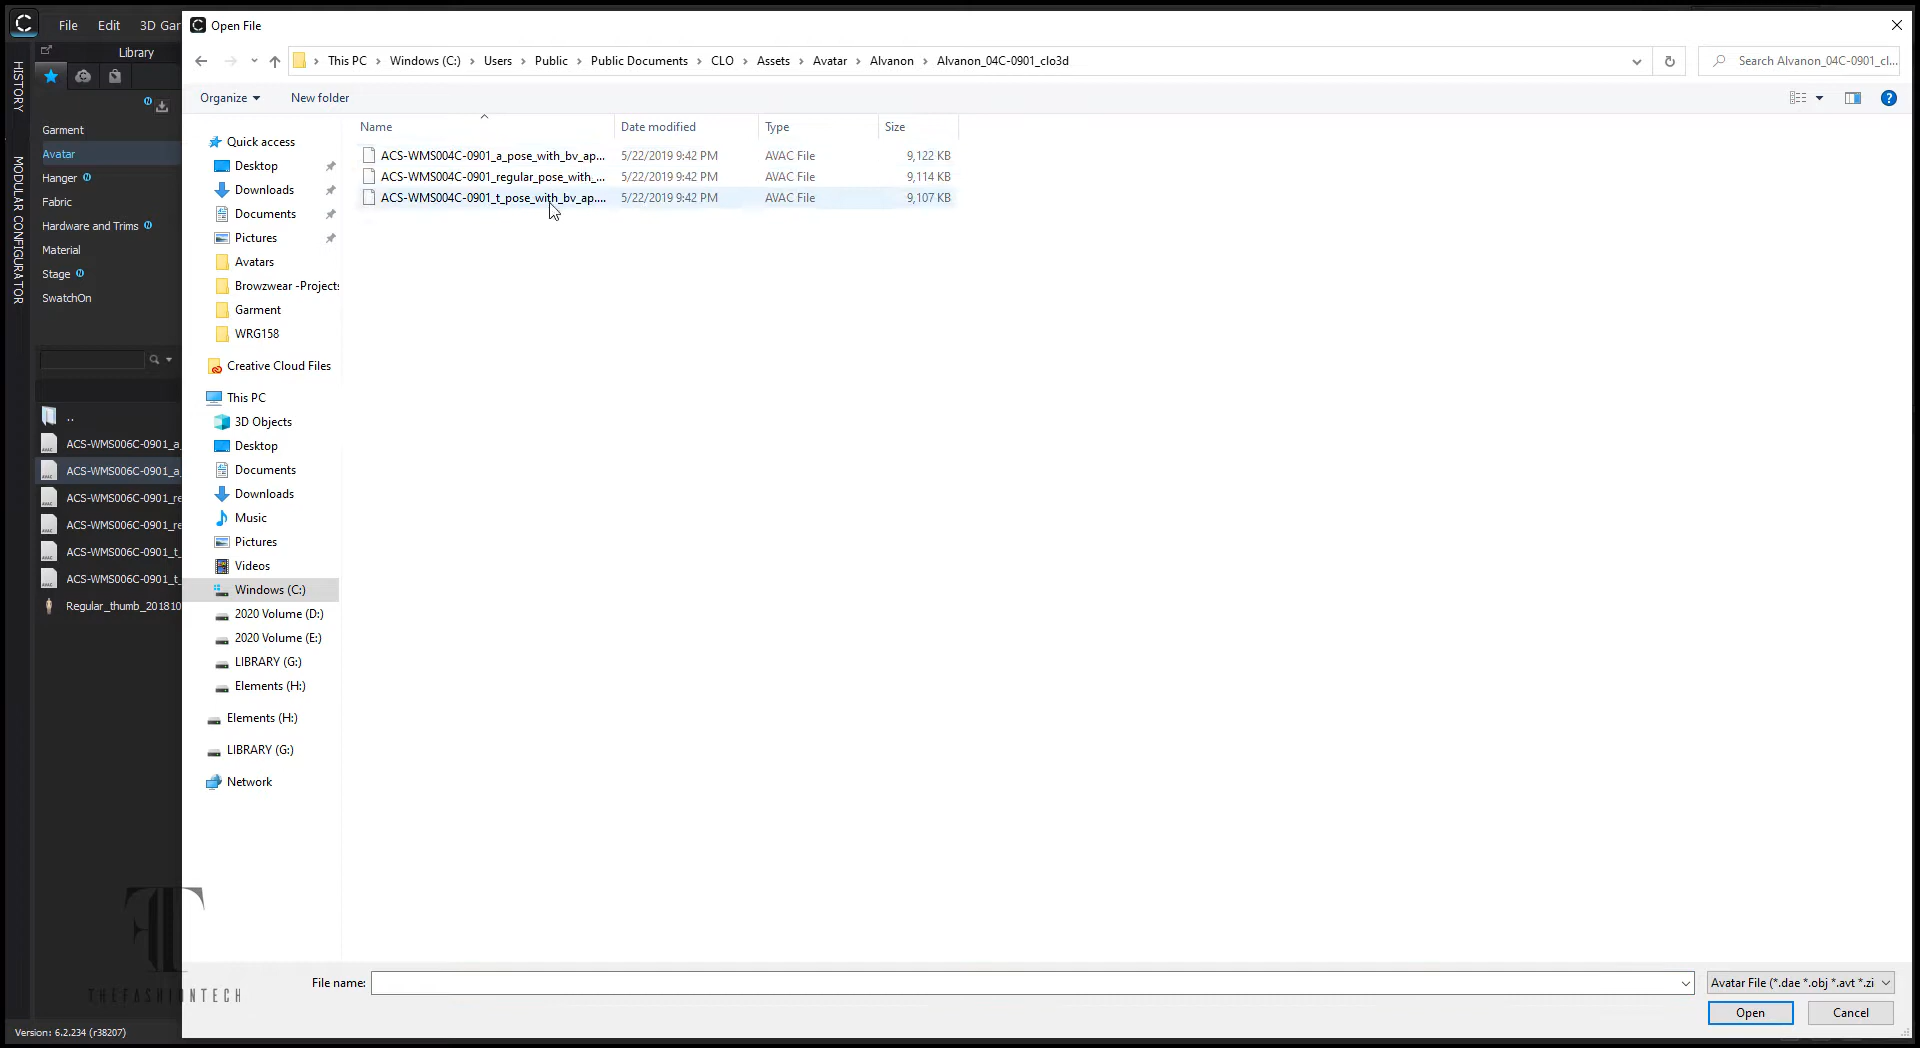 File Edit 3D Gar
Open File
Library
This PC Windows (C:) Users Public Public Documents CLO Assets Avatar Alvanon Alvanon_04C-0901_clo3d
Search Alvanon_04C-0901_cl...
Organize New folder
HISTORY
MODULAR CONFIGURATOR
Garment
Avatar
Hanger
Fabric
Hardware and Trims
Material
Stage
SwatchOn
..
ACS-WMS006C-0901_a_
ACS-WMS006C-0901_a
ACS-WMS006C-0901_re
ACS-WMS006C-0901_re
ACS-WMS006C-0901_t_
ACS-WMS006C-0901_t_
Regular_thumb_201810
Quick access
Desktop
Downloads
Documents
Pictures
Avatars
Browzwear -Projects
Garment
WRG158
Creative Cloud Files
This PC
3D Objects
Desktop
Documents
Downloads
Music
Pictures
Videos
Windows (C:)
2020 Volume (D:)
2020 Volume (E:)
LIBRARY (G:)
Elements (H:)
Elements (H:)
LIBRARY (G:)
Network
Name Date modified Type Size
ACS-WMS004C-0901_a_pose_with_bv_ap... 5/22/2019 9:42 PM AVAC File 9,122 KB
ACS-WMS004C-0901_regular_pose_with_... 5/22/2019 9:42 PM AVAC File 9,114 KB
ACS-WMS004C-0901_t_pose_with_bv_ap.... 5/22/2019 9:42 PM AVAC File 9,107 KB
File name: Avatar File (*.dae *.obj *.avt *.zi
Open Cancel
THEFASHIONTECH
Version: 6.2.234 (r38207)